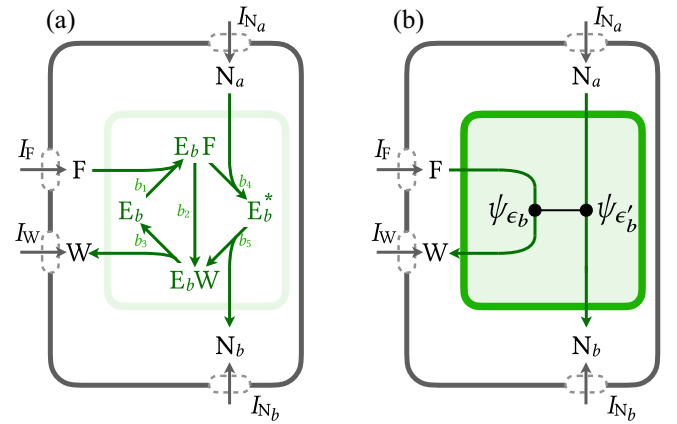 (a)
I_{N_a}
N_a
I_F
F
E_b F
b_1
b_4
E_b
b_2
E_b^*
I_W
W
b_3
b_5
E_b W
N_b
I_{N_b}
(b)
I_{N_a}
N_a
I_F
F
ψ_{ϵ_b}
ψ_{ϵ'_b}
I_W
W
N_b
I_{N_b}